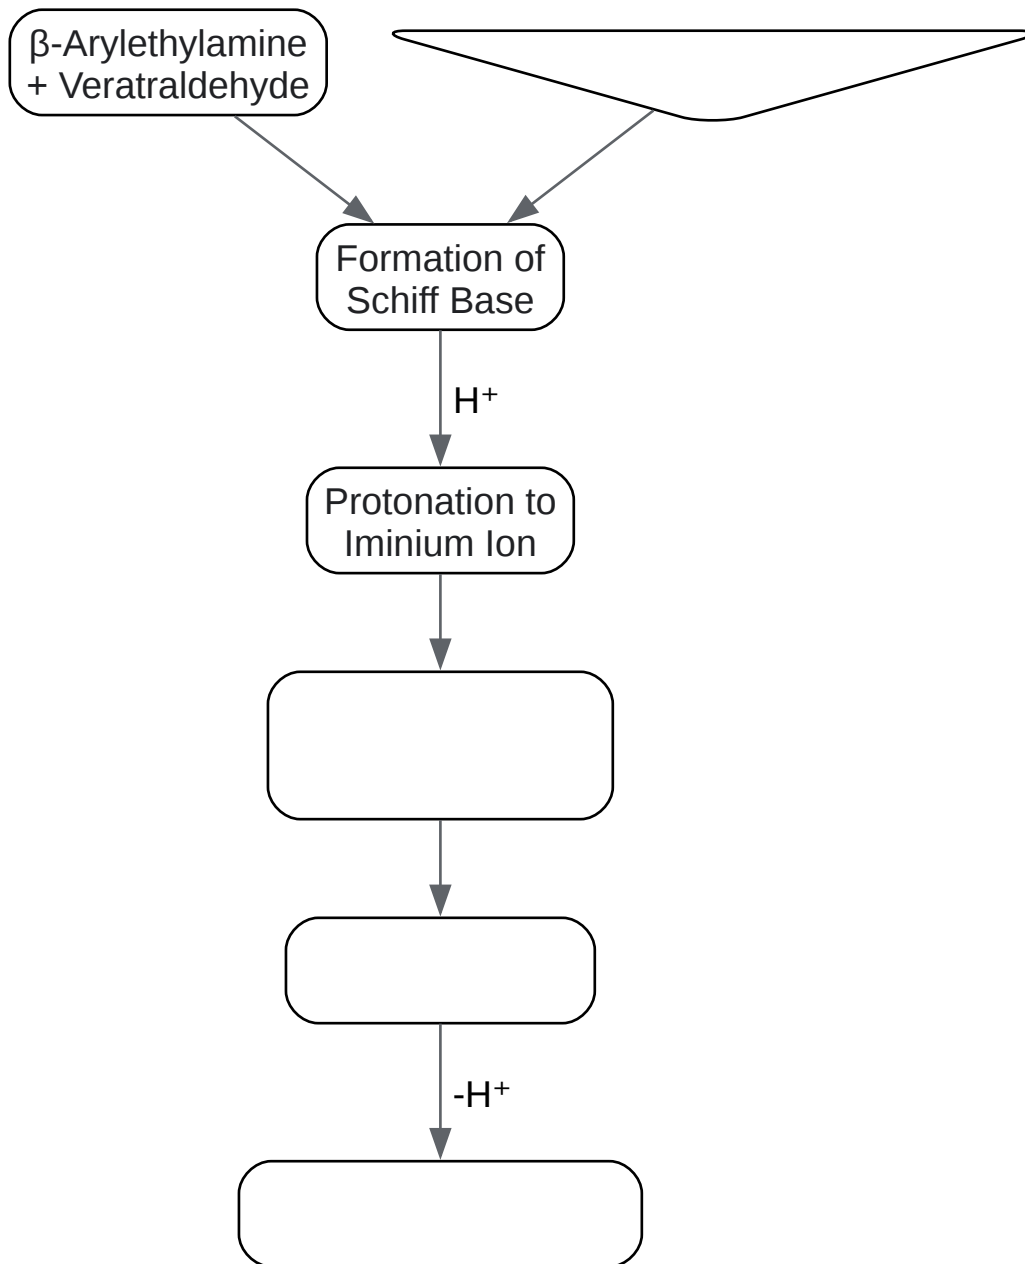 β-Arylethylamine
+ Veratraldehyde
Formation of
Schiff Base
H⁺
Protonation to
Iminium Ion
-H⁺